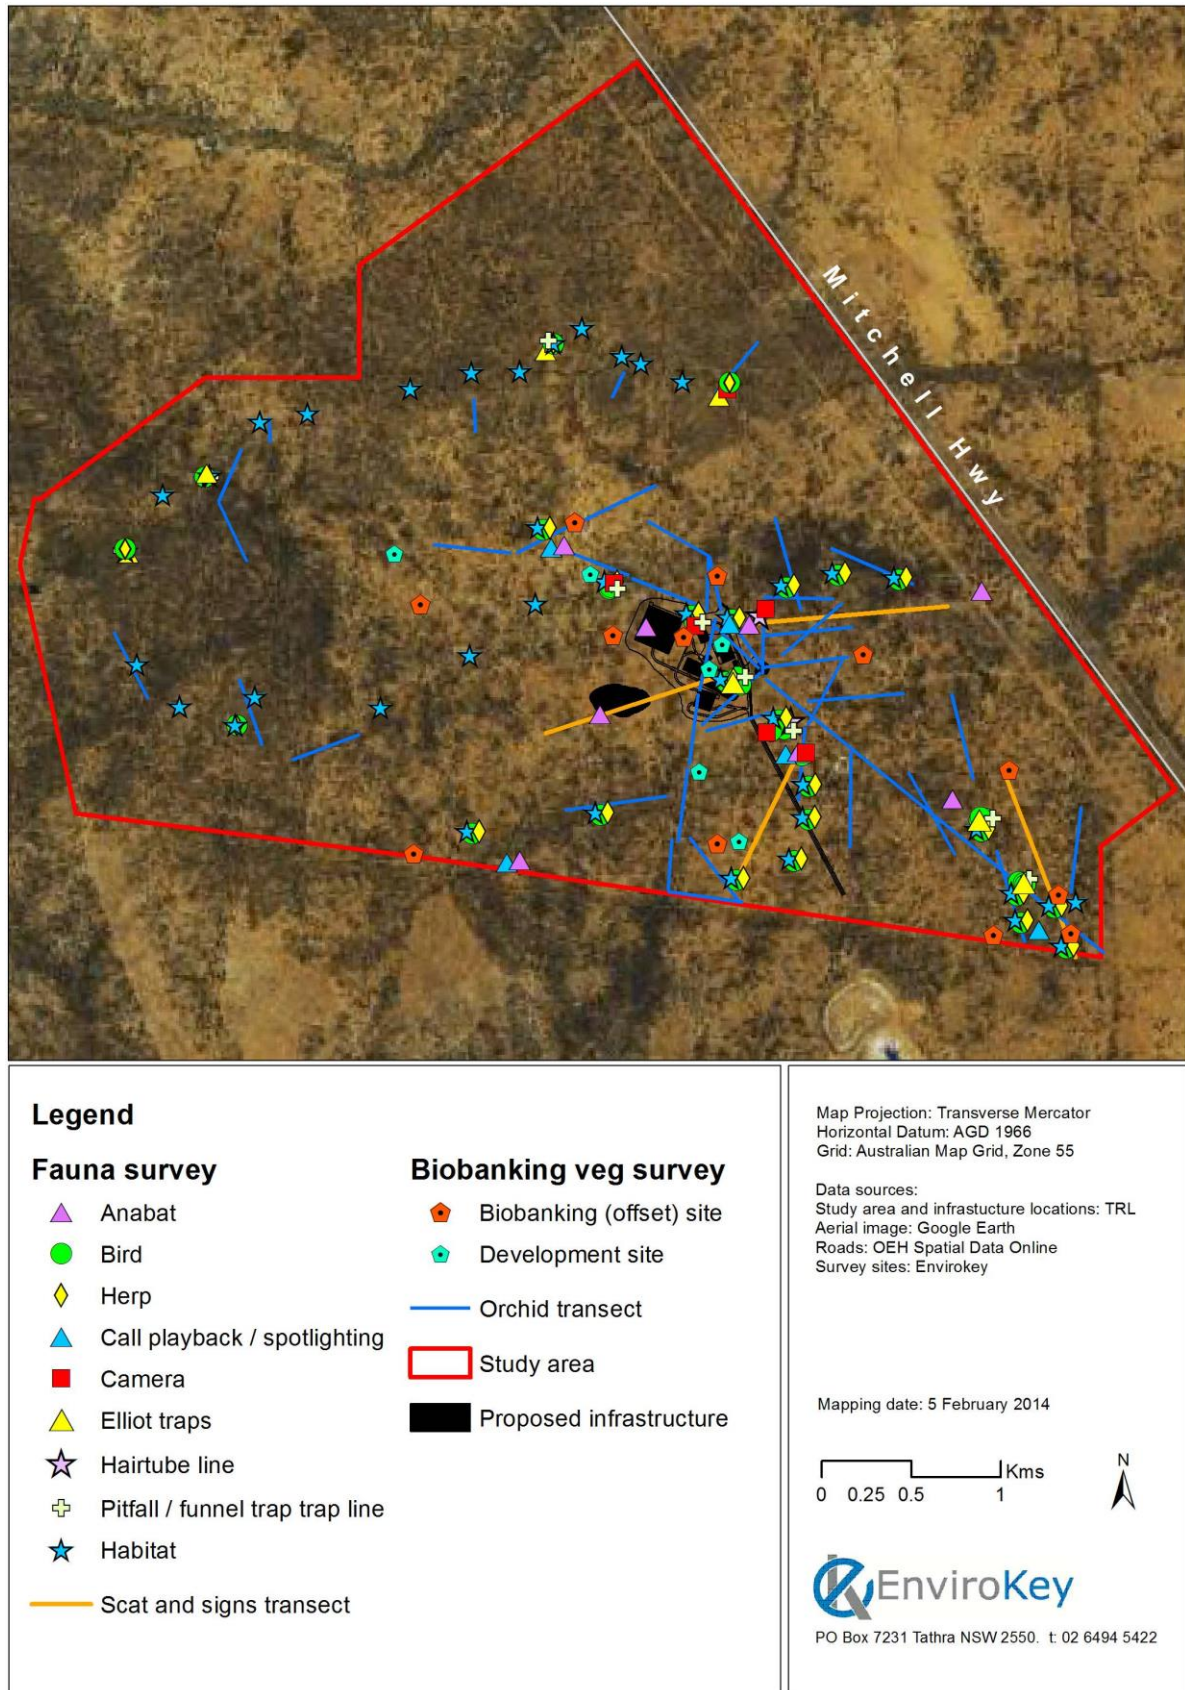 Mitchell Hwy
Legend
Fauna survey
Anabat
Bird
Herp
Call playback / spotlighting
Camera
Elliot traps
Hairtube line
Pitfall / funnel trap trap line
Habitat
Scat and signs transect
Biobanking veg survey
Biobanking (offset) site
Development site
Orchid transect
Study area
Proposed infrastructure
Map Projection: Transverse Mercator
Horizontal Datum: AGD 1966
Grid: Australian Map Grid, Zone 55
Data sources:
Study area and infrastucture locations: TRL
Aerial image: Google Earth
Roads: OEH Spatial Data Online
Survey sites: Envirokey
Mapping date: 5 February 2014
Kms
0 0.25 0.5 1
N
EnviroKey
PO Box 7231 Tathra NSW 2550. t: 02 6494 5422